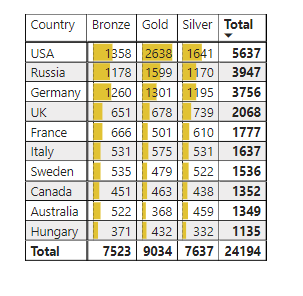 Country Bronze Gold Silver Total
USA 1358 2638 1641 5637
Russia 1178 1599 1170 3947
Germany 1260 1301 1195 3756
UK 651 678 739 2068
France 666 501 610 1777
Italy 531 575 531 1637
Sweden 535 479 522 1536
Canada 451 463 438 1352
Australia 522 368 459 1349
Hungary 371 432 332 1135
Total 7523 9034 7637 24194